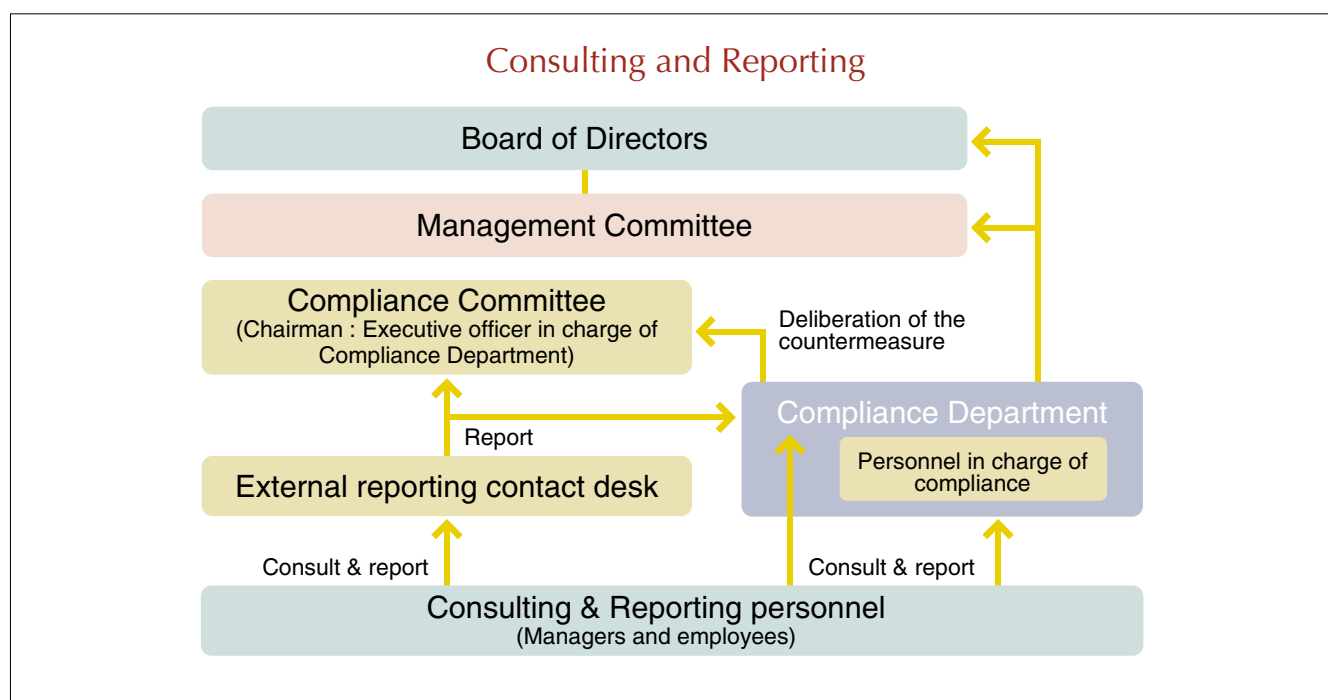 Consulting and Reporting
Board of Directors
Management Committee
Compliance Committee
(Chairman : Executive officer in charge of
Compliance Department)
Deliberation of the
countermeasure
Compliance Department
Report
Personnel in charge of
compliance
External reporting contact desk
Consult & report
Consult & report
Consulting & Reporting personnel
(Managers and employees)